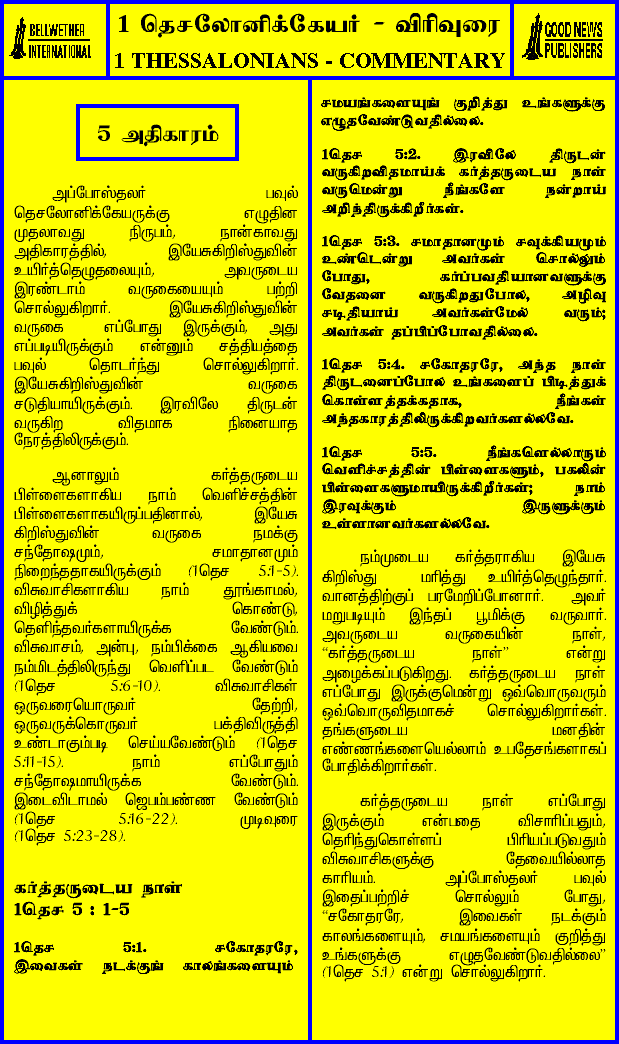 BELLWETHER
INTERNATIONAL
1 தெசலோனிக்கேயர் - விரிவுரை
1 THESSALONIANS - COMMENTARY
GOOD NEWS
PUBLISHERS
5 அதிகாரம்
அப்போஸ்தலர் பவுல்
தெசலோனிக்கேயருக்கு எழுதின
முதலாவது நிருபம், நான்காவது
அதிகாரத்தில், இயேசுகிறிஸ்துவின்
உயிர்த்தெழுதலையும், அவருடைய
இரண்டாம் வருகையையும் பற்றி
சொல்லுகிறார். இயேசுகிறிஸ்துவின்
வருகை எப்போது இருக்கும், அது
எப்படியிருக்கும் என்னும் சத்தியத்தை
பவுல் தொடர்ந்து சொல்லுகிறார்.
இயேசுகிறிஸ்துவின் வருகை
சடுதியாயிருக்கும். இரவிலே திருடன்
வருகிற விதமாக நினையாத
நேரத்திலிருக்கும்.
ஆனாலும் கர்த்தருடைய
பிள்ளைகளாகிய நாம் வெளிச்சத்தின்
பிள்ளைகளாகயிருப்பதினால், இயேசு
கிறிஸ்துவின் வருகை நமக்கு
சந்தோஷமும், சமாதானமும்
நிறைந்ததாகயிருக்கும் (1தெச 5:1-5).
விசுவாசிகளாகிய நாம் தூங்காமல்,
விழித்துக் கொண்டு,
தெளிந்தவர்களாயிருக்க வேண்டும்.
விசுவாசம், அன்பு, நம்பிக்கை ஆகியவை
நம்மிடத்திலிருந்து வெளிப்பட வேண்டும்
(1தெச 5:6-10). விசுவாசிகள்
ஒருவரையொருவர் தேற்றி,
ஒருவருக்கொருவர் பக்திவிருத்தி
உண்டாகும்படி செய்யவேண்டும் (1தெச
5:11-15). நாம் எப்போதும்
சந்தோஷமாயிருக்க வேண்டும்.
இடைவிடாமல் ஜெபம்பண்ண வேண்டும்
(1தெச 5:16-22). முடிவுரை
(1தெச 5:23-28).
கர்த்தருடைய நாள்
1தெச 5 : 1-5
1தெச 5:1. சகோதரரே,
இவைகள் நடக்குங் காலங்களையும்
சமயங்களையுங் குறித்து உங்களுக்கு
எழுதவேண்டுவதில்லை.
1தெச 5:2. இரவிலே திருடன்
வருகிறவிதமாய்க் கர்த்தருடைய நாள்
வருமென்று நீங்களே நன்றாய்
அறிந்திருக்கிறீர்கள்.
1தெச 5:3. சமாதானமும் சவுக்கியமும்
உண்டென்று அவர்கள் சொல்லும்
போது, கர்ப்பவதியானவளுக்கு
வேதனை வருகிறதுபோல, அழிவு
சடிதியாய் அவர்கள்மேல் வரும்;
அவர்கள் தப்பிப்போவதில்லை.
1தெச 5:4. சகோதரரே, அந்த நாள்
திருடனைப்போல உங்களைப் பிடித்துக்
கொள்ளத்தக்கதாக, நீங்கள்
அந்தகாரத்திலிருக்கிறவர்களல்லவே.
1தெச 5:5. நீங்களெல்லாரும்
வெளிச்சத்தின் பிள்ளைகளும், பகலின்
பிள்ளைகளுமாயிருக்கிறீர்கள்; நாம்
இரவுக்கும் இருளுக்கும்
உள்ளானவர்களல்லவே.
நம்முடைய கர்த்தராகிய இயேசு
கிறிஸ்து மரித்து உயிர்த்தெழுந்தார்.
வானத்திற்குப் பரமேறிப்போனார். அவர்
மறுபடியும் இந்தப் பூமிக்கு வருவார்.
அவருடைய வருகையின் நாள்,
“கர்த்தருடைய நாள்” என்று
அழைக்கப்படுகிறது. கர்த்தருடைய நாள்
எப்போது இருக்குமென்று ஒவ்வொருவரும்
ஒவ்வொருவிதமாகச் சொல்லுகிறார்கள்.
தங்களுடைய மனதின்
எண்ணங்களையெல்லாம் உபதேசங்களாகப்
போதிக்கிறார்கள்.
கர்த்தருடைய நாள் எப்போது
இருக்கும் என்பதை விசாரிப்பதும்,
தெரிந்துகொள்ளப் பிரியப்படுவதும்
விசுவாசிகளுக்கு தேவையில்லாத
காரியம். அப்போஸ்தலர் பவுல்
இதைப்பற்றிச் சொல்லும் போது,
“சகோதரரே, இவைகள் நடக்கும்
காலங்களையும், சமயங்களையும் குறித்து
உங்களுக்கு எழுதவேண்டுவதில்லை”
(1தெச 5:1) என்று சொல்லுகிறார்.